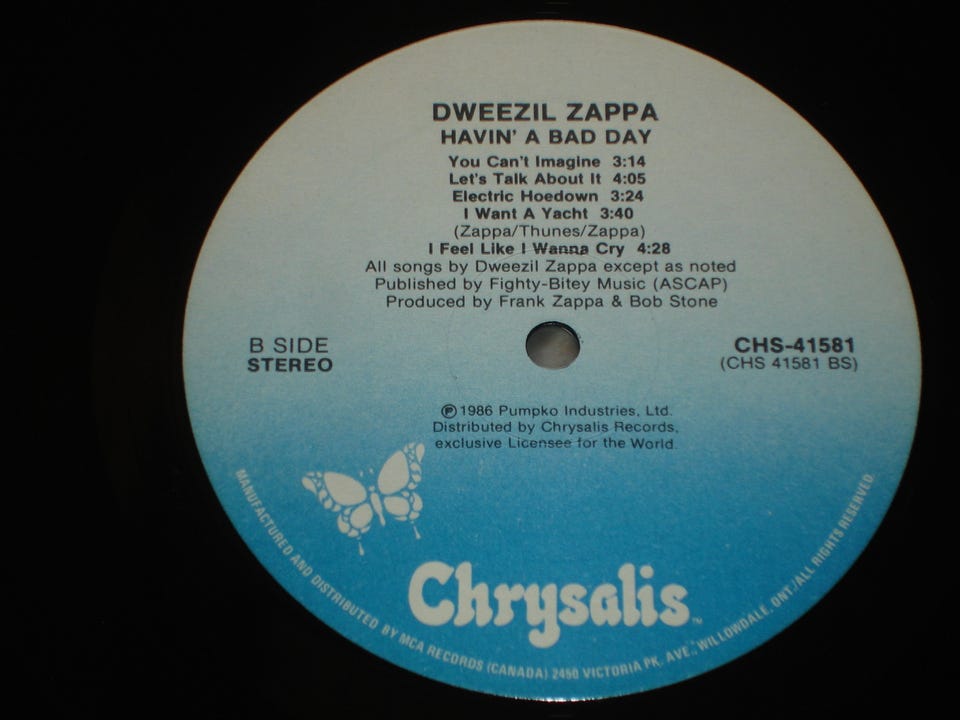 DWEEZIL ZAPPA
HAVIN' A BAD DAY
You Can't Imagine 3:14
Let's Talk About It 4:05
Electric Hoedown 3:24
I Want A Yacht 3:40
(Zappa/Thunes/Zappa)
I Feel Like I Wanna Cry 4:28
All songs by Dweezil Zappa except as noted
Published by Fighty-Bitey Music (ASCAP)
Produced by Frank Zappa & Bob Stone
B SIDE
STEREO
CHS-41581
(CHS 41581 BS)
℗ 1986 Pumpko Industries, Ltd.
Distributed by Chrysalis Records,
exclusive Licensee for the World.
Chrysalis™
MANUFACTURED AND DISTRIBUTED BY MCA RECORDS (CANADA) 2450 VICTORIA PK. AVE., WILLOWDALE, ONT./ALL RIGHTS RESERVED